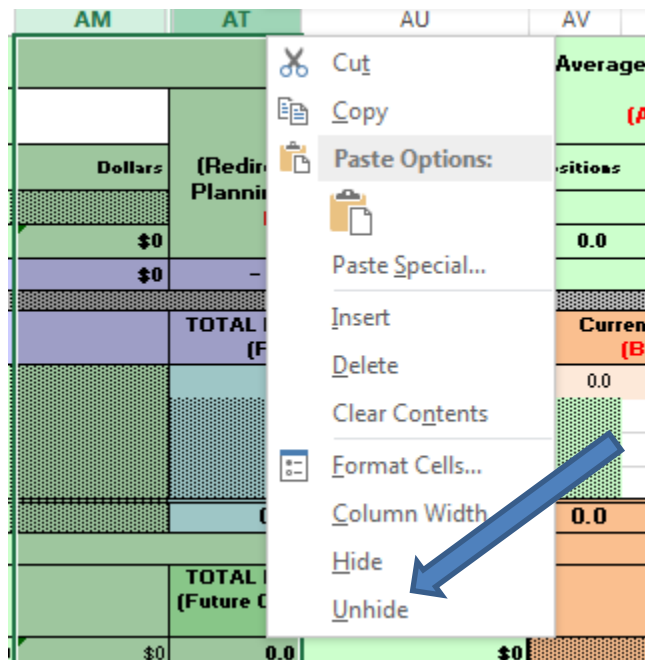 AM AT AU AV
Cut
Average
Copy
Dollars
(Redir
Paste Options:
sitions
Plannin
$0
0.0
$0
–
Paste Special...
Insert
TOTAL
Curren
(F
(B
Delete
0.0
Clear Contents
Format Cells...
Column Width
0.0
Hide
TOTAL
(Future
Unhide
$0 0.0 $0